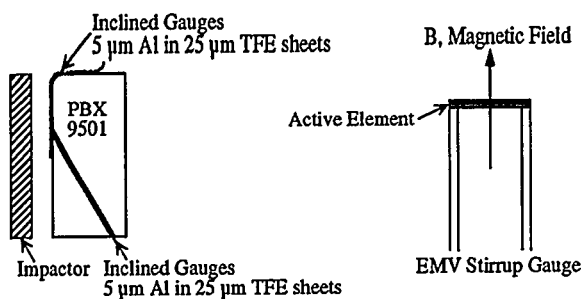 Inclined Gauges
5 µm Al in 25 µm TFE sheets
PBX
9501
Impactor
Inclined Gauges
5 µm Al in 25 µm TFE sheets
B, Magnetic Field
Active Element
EMV Stirrup Gauge